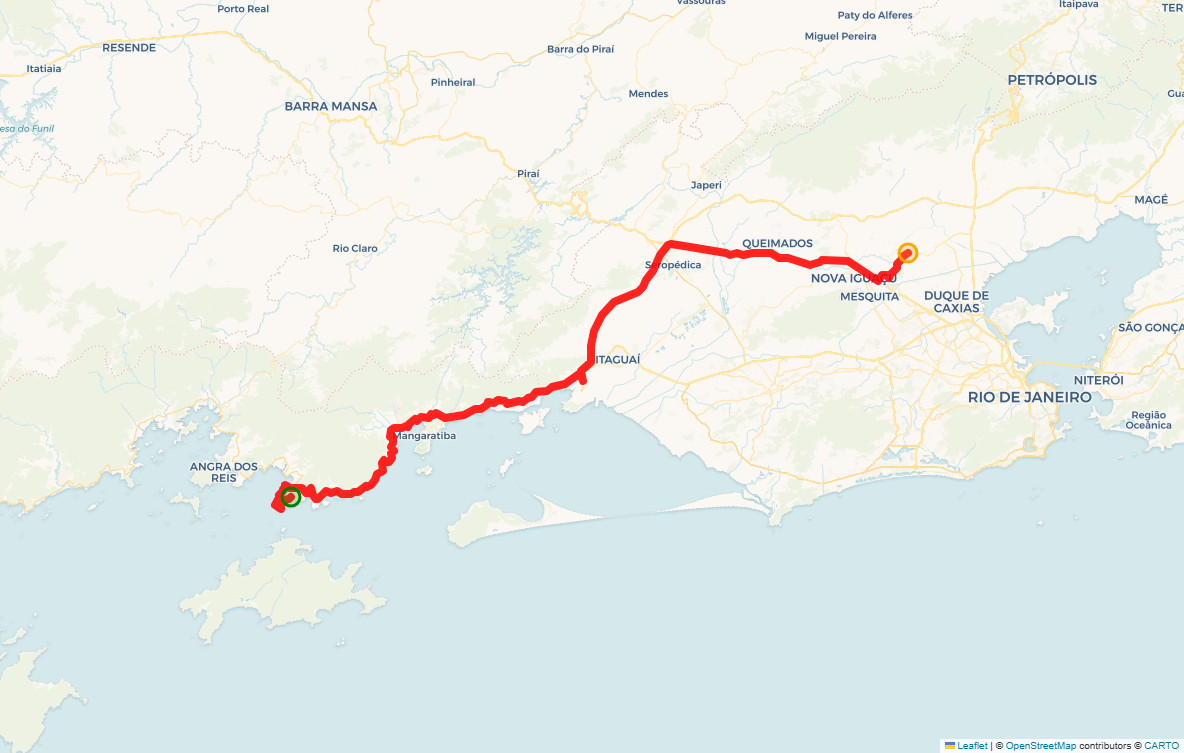 Porto Real
Vassouras
Paty do Alferes
Itaipava
TER
RESENDE
Miguel Pereira
Barra do Piraí
Itatiaia
PETRÓPOLIS
Pinheiral
Mendes
Gua
BARRA MANSA
esa do Funil
Piraí
Japeri
MAGÉ
Rio Claro
QUEIMADOS
Seropédica
NOVA IGUAÇU
MESQUITA
DUQUE DE
CAXIAS
SÃO GONÇA
ITAGUAÍ
NITERÓI
RIO DE JANEIRO
Região
Oceânica
Mangaratiba
ANGRA DOS
REIS
Leaflet | © OpenStreetMap contributors © CARTO